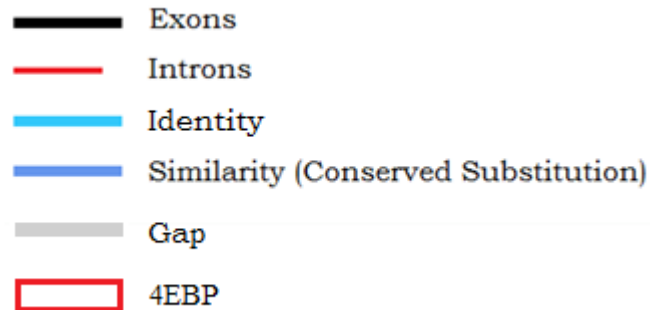 Exons
Introns
Identity
Similarity (Conserved Substitution)
Gap
4EBP